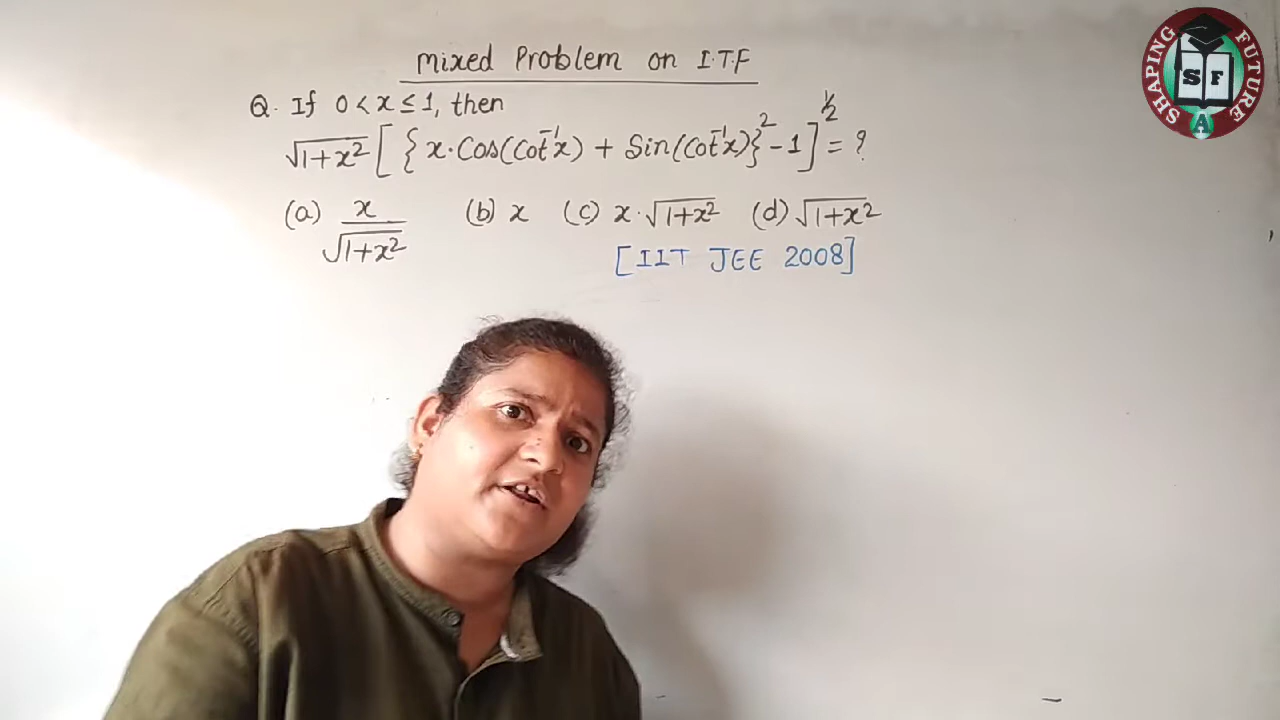 Mixed Problem on I.T.F
Q. If 0 < x ≤ 1, then
√1+x² [ { x·Cos(Cot⁻¹x) + Sin(Cot⁻¹x)}² - 1 ]^½ = ?
(a) x/√1+x² (b) x (c) x·√1+x² (d) √1+x²
[IIT JEE 2008]
SHAPING FUTURE
S F
A